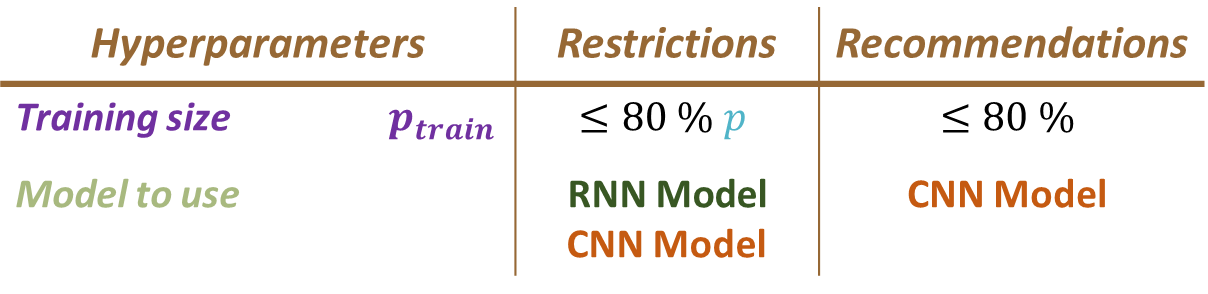 Hyperparameters Restrictions Recommendations
Training size p_train ≤ 80 % p ≤ 80 %
Model to use RNN Model CNN Model
CNN Model